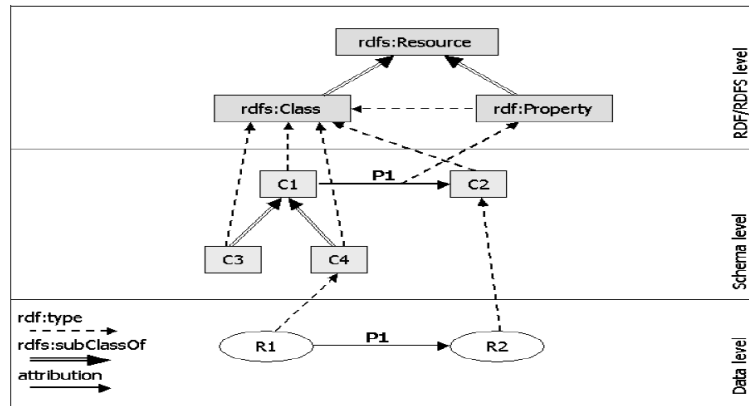 rdfs:Resource
rdfs:Class
rdf:Property
RDF/RDFS level
C1
P1
C2
C3
C4
Schema level
rdf:type
rdfs:subClassOf
attribution
R1
P1
R2
Data level